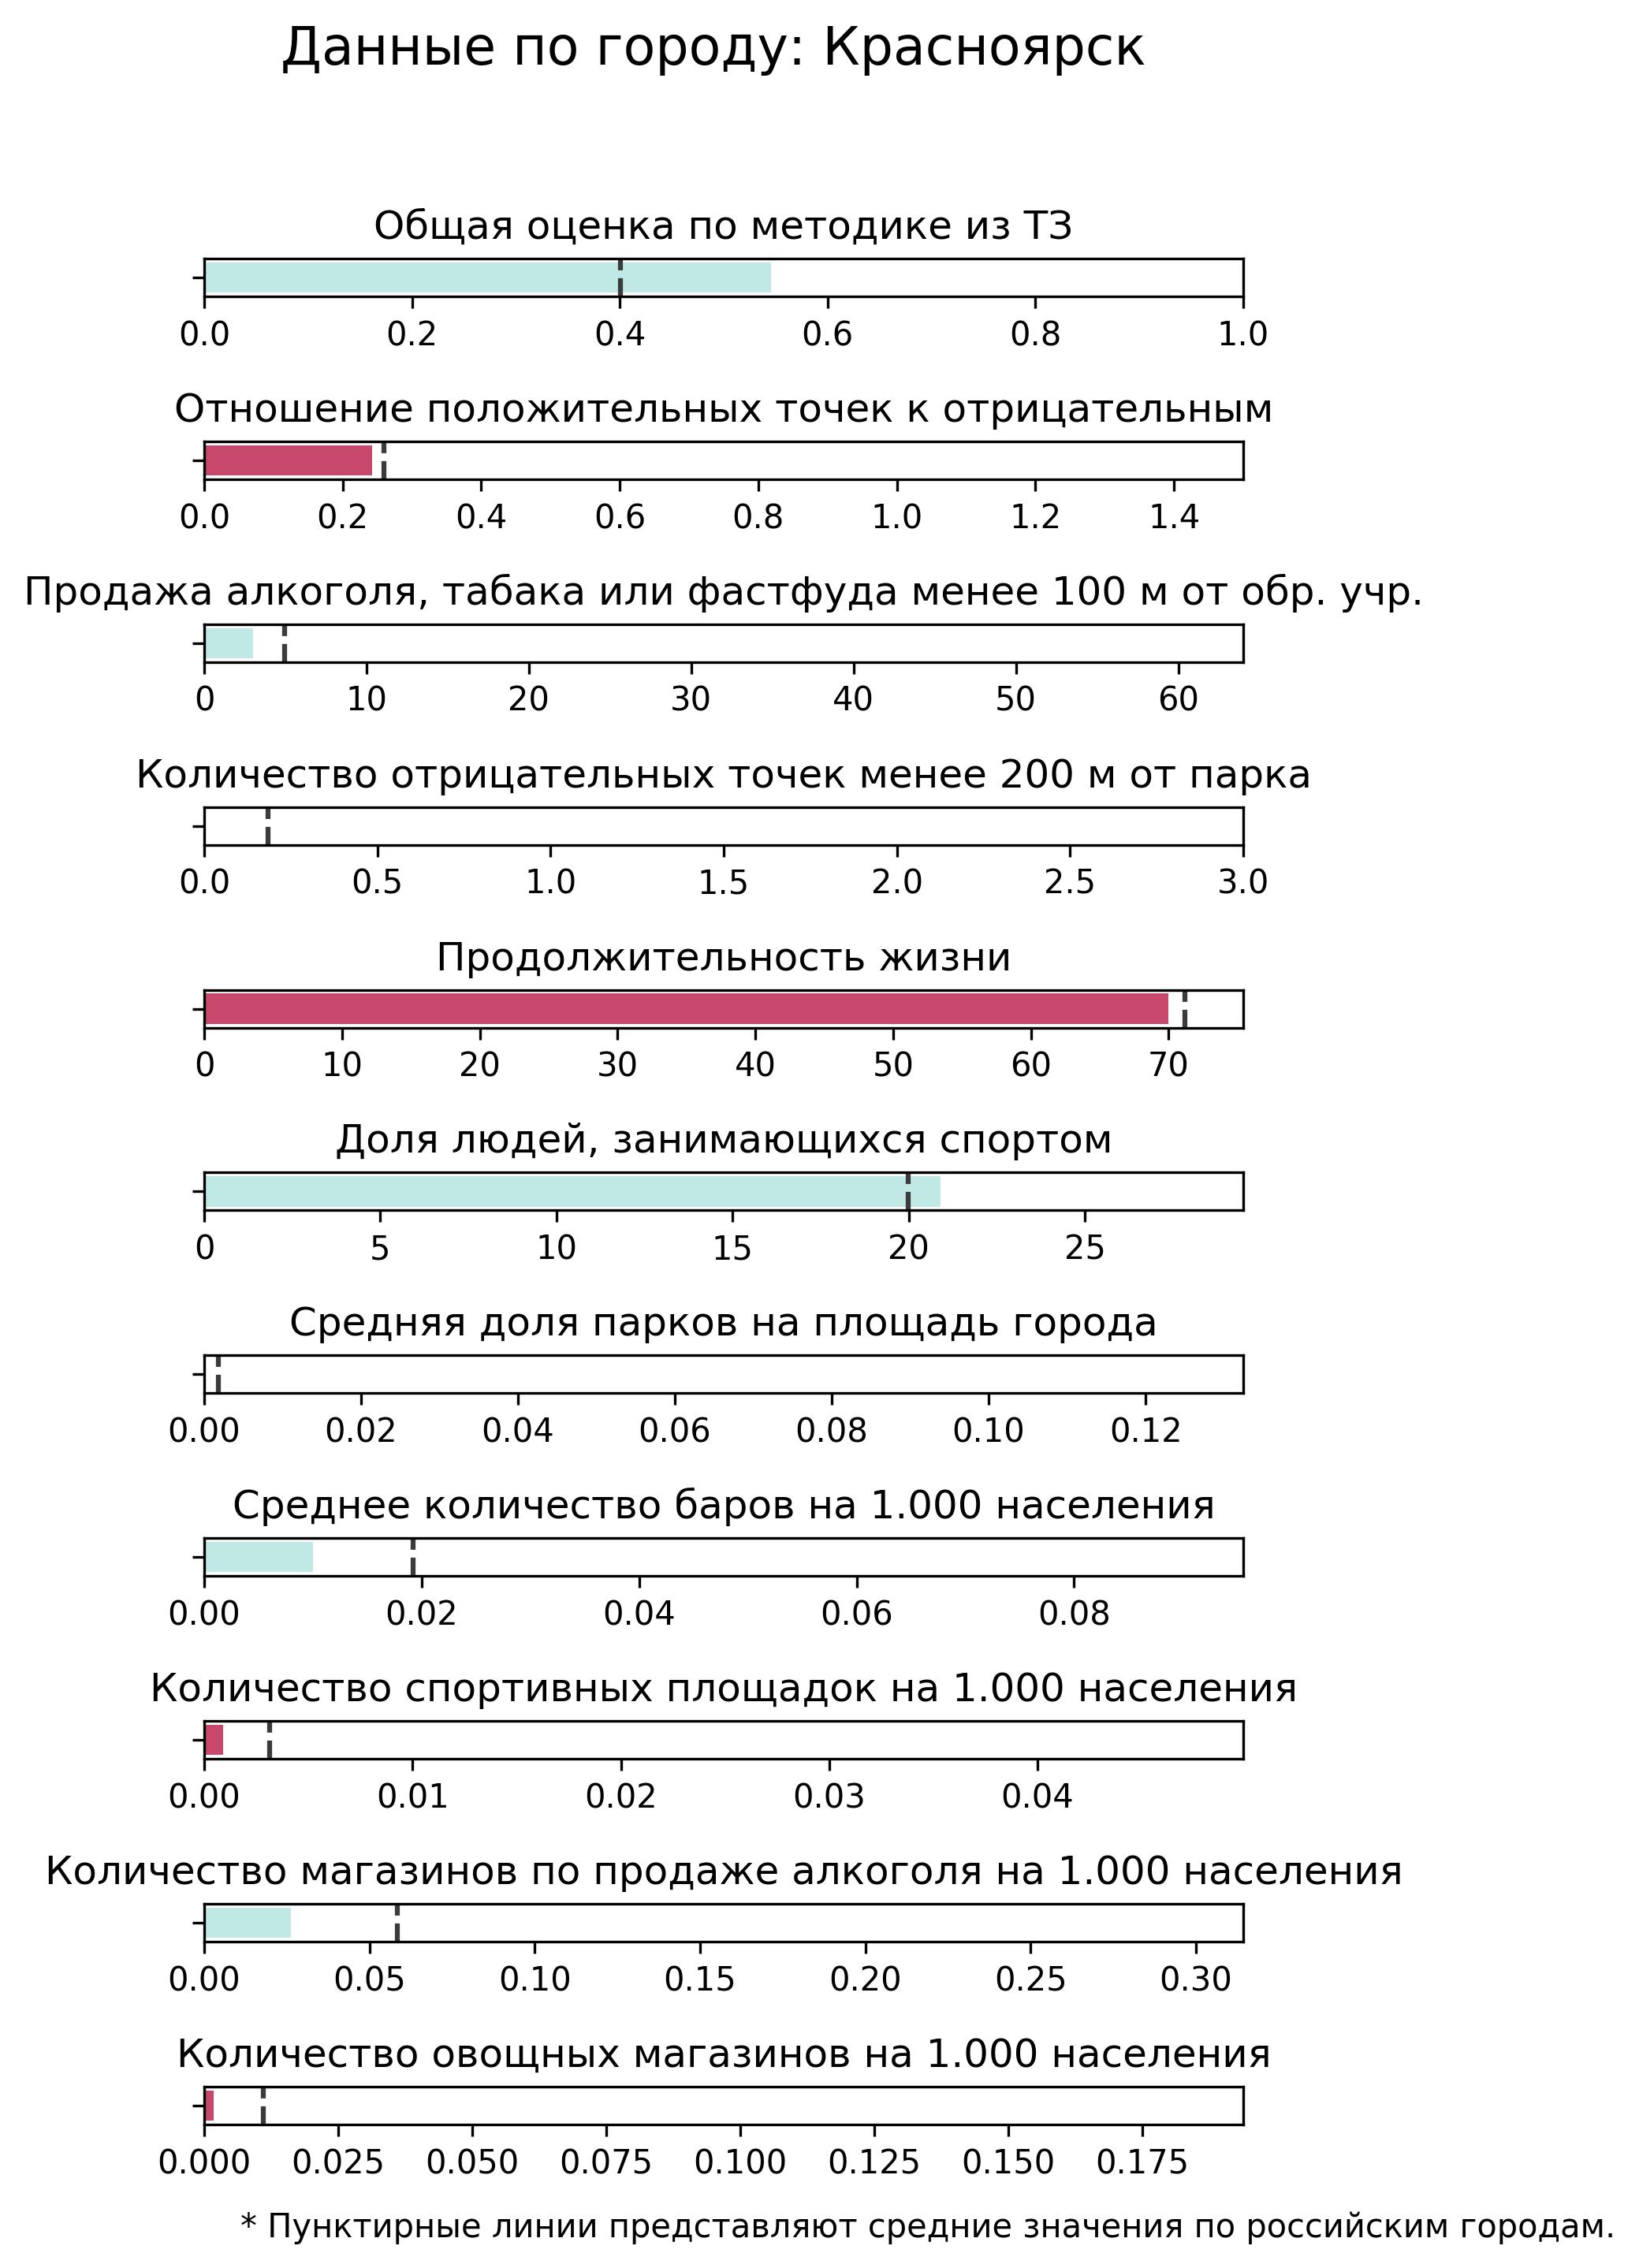 Данные по городу: Красноярск
Общая оценка по методике из ТЗ
0.0 0.2 0.4 0.6 0.8 1.0
Отношение положительных точек к отрицательным
0.0 0.2 0.4 0.6 0.8 1.0 1.2 1.4
Продажа алкоголя, табака или фастфуда менее 100 м от обр. учр.
0 10 20 30 40 50 60
Количество отрицательных точек менее 200 м от парка
0.0 0.5 1.0 1.5 2.0 2.5 3.0
Продолжительность жизни
0 10 20 30 40 50 60 70
Доля людей, занимающихся спортом
0 5 10 15 20 25
Средняя доля парков на площадь города
0.00 0.02 0.04 0.06 0.08 0.10 0.12
Среднее количество баров на 1.000 населения
0.00 0.02 0.04 0.06 0.08
Количество спортивных площадок на 1.000 населения
0.00 0.01 0.02 0.03 0.04
Количество магазинов по продаже алкоголя на 1.000 населения
0.00 0.05 0.10 0.15 0.20 0.25 0.30
Количество овощных магазинов на 1.000 населения
0.000 0.025 0.050 0.075 0.100 0.125 0.150 0.175
* Пунктирные линии представляют средние значения по российским городам.